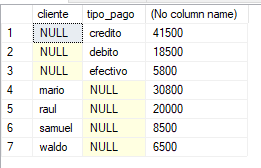 cliente tipo_pago (No column name)
1 NULL credito 41500
2 NULL debito 18500
3 NULL efectivo 5800
4 mario NULL 30800
5 raul NULL 20000
6 samuel NULL 8500
7 waldo NULL 6500